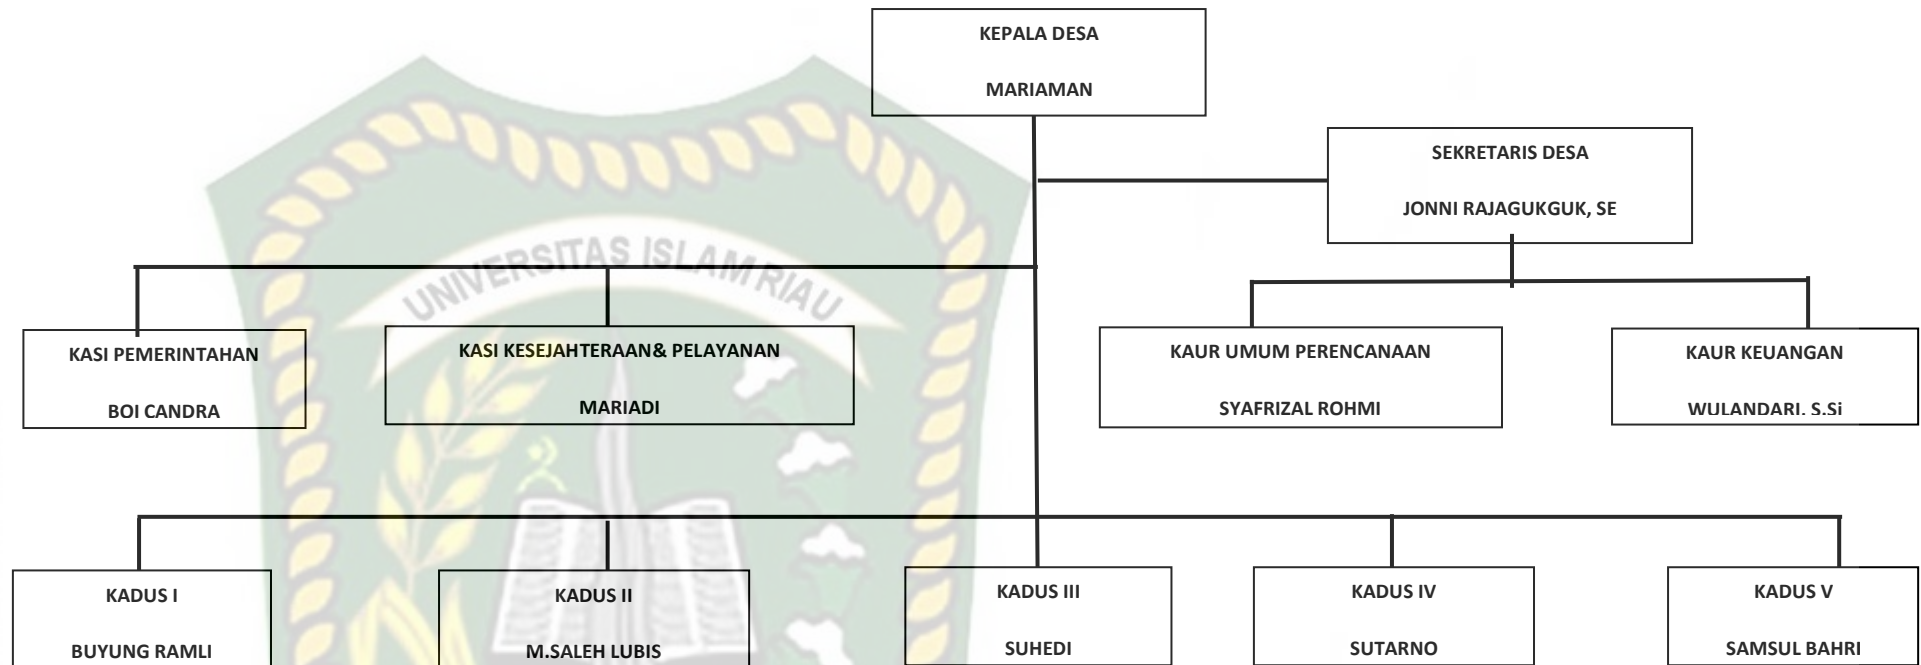 KEPALA DESA
MARIAMAN
SEKRETARIS DESA
JONNI RAJAGUKGUK, SE
UNIVERSITAS ISLAM RIAU
KASI PEMERINTAHAN
BOI CANDRA
KASI KESEJAHTERAAN& PELAYANAN
MARIADI
KAUR UMUM PERENCANAAN
SYAFRIZAL ROHMI
KAUR KEUANGAN
WULANDARI. S.Si
KADUS I
BUYUNG RAMLI
KADUS II
M.SALEH LUBIS
KADUS III
SUHEDI
KADUS IV
SUTARNO
KADUS V
SAMSUL BAHRI